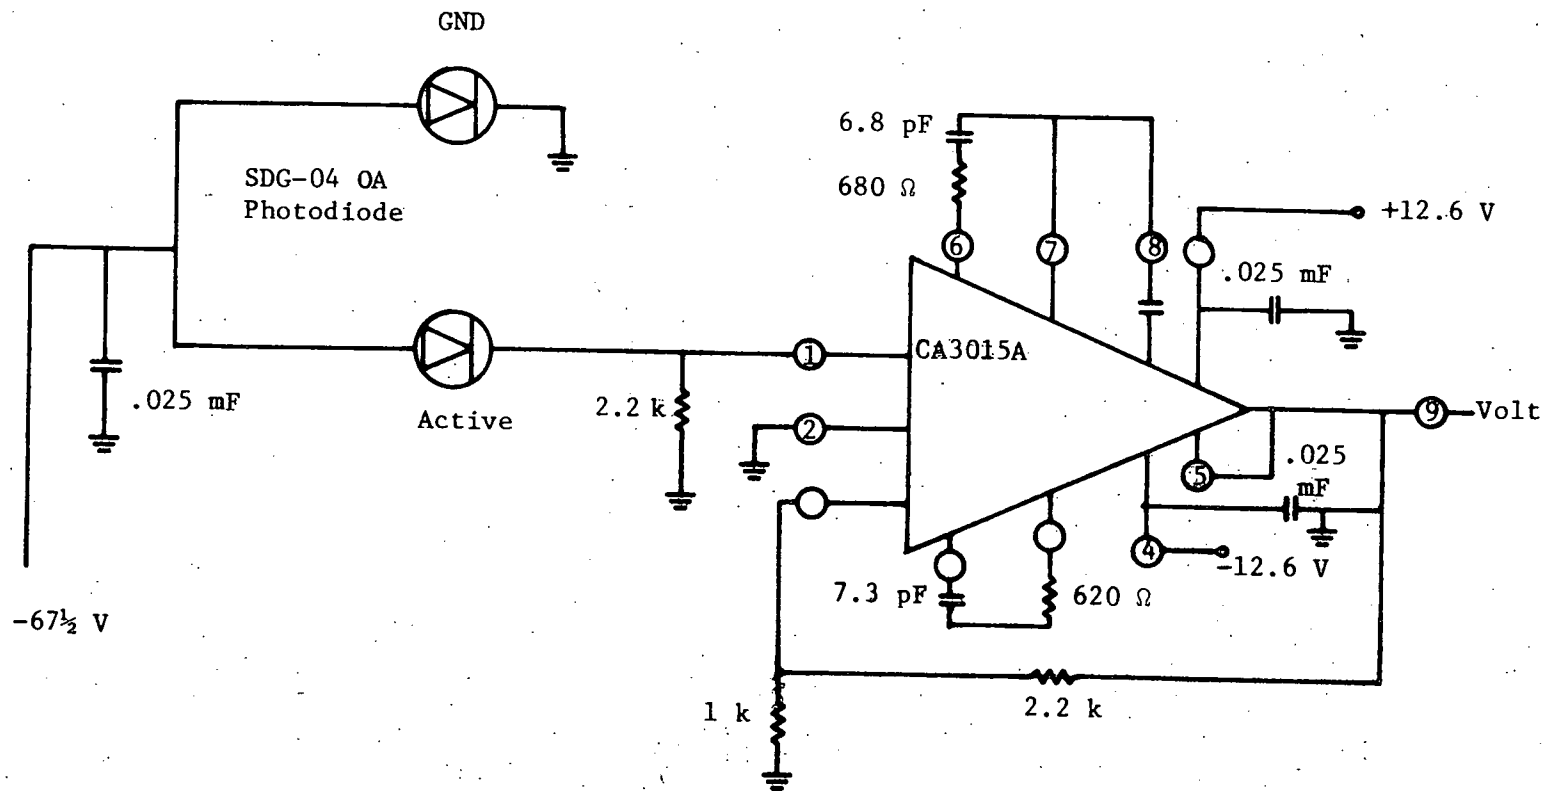 GND
SDG-04 OA
Photodiode
.025 mF
-67½ V
Active
2.2 k
6.8 pF
680 Ω
6
7
8
+12.6 V
.025 mF
1
CA3015A
2
9
Volt
5
.025
mF
4
-12.6 V
7.3 pF
620 Ω
2.2 k
1 k